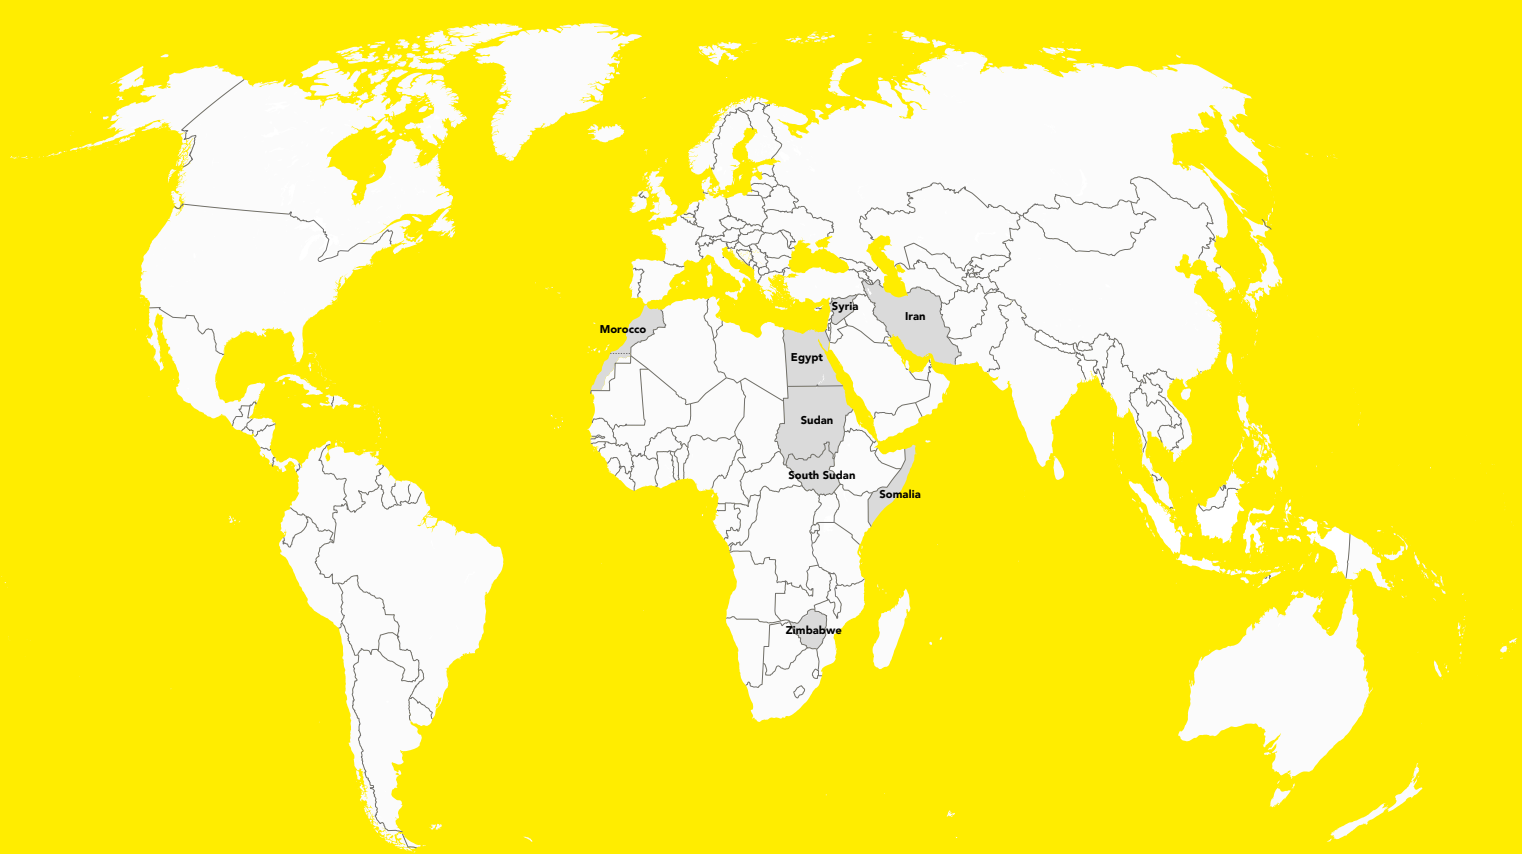 Syria
Iran
Morocco
Egypt
Sudan
South Sudan
Somalia
Zimbabwe